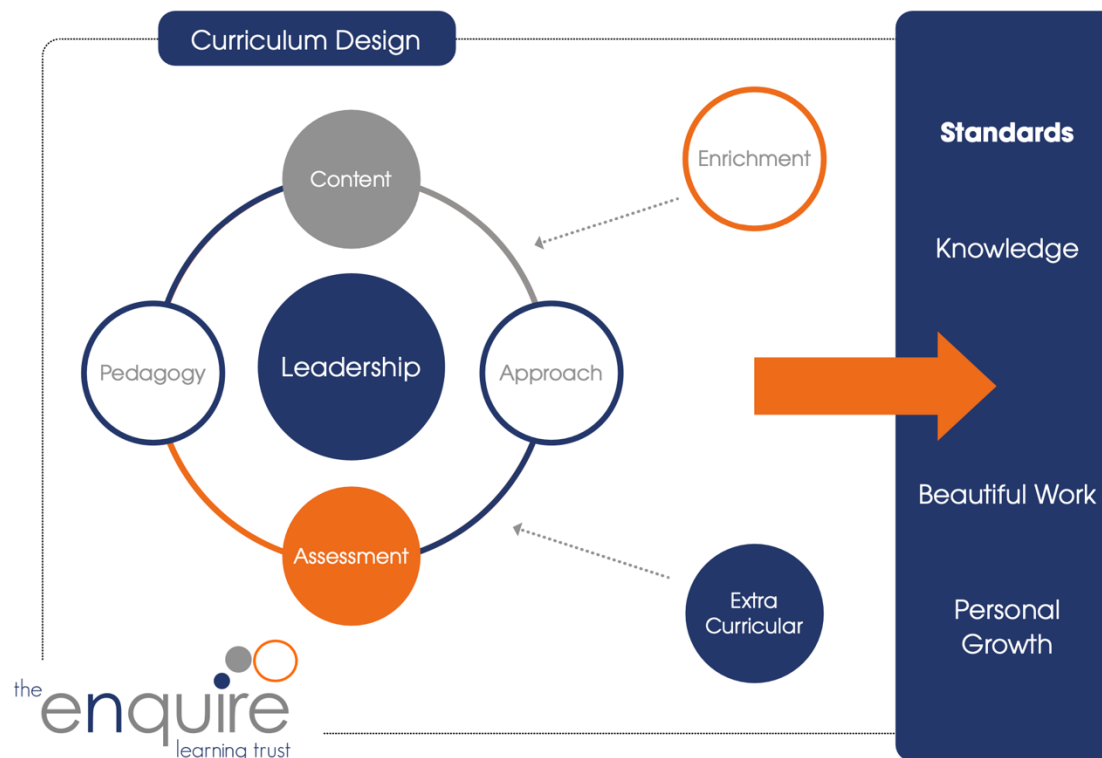 Curriculum Design
Content
Enrichment
Pedagogy
Leadership
Approach
Assessment
Extra
Curricular
Standards
Knowledge
Beautiful Work
Personal
Growth
the
enquire
learning trust